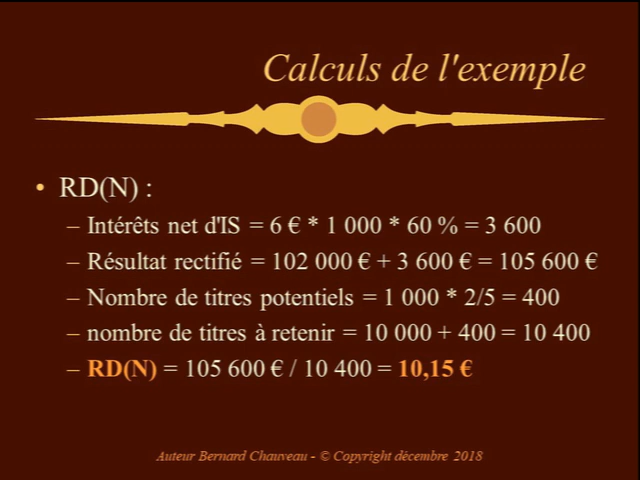 Calculs de l'exemple
• RD(N) :
– Intérêts net d'IS = 6 € * 1 000 * 60 % = 3 600
– Résultat rectifié = 102 000 € + 3 600 € = 105 600 €
– Nombre de titres potentiels = 1 000 * 2/5 = 400
– nombre de titres à retenir = 10 000 + 400 = 10 400
– RD(N) = 105 600 € / 10 400 = 10,15 €
Auteur Bernard Chauveau - © Copyright décembre 2018